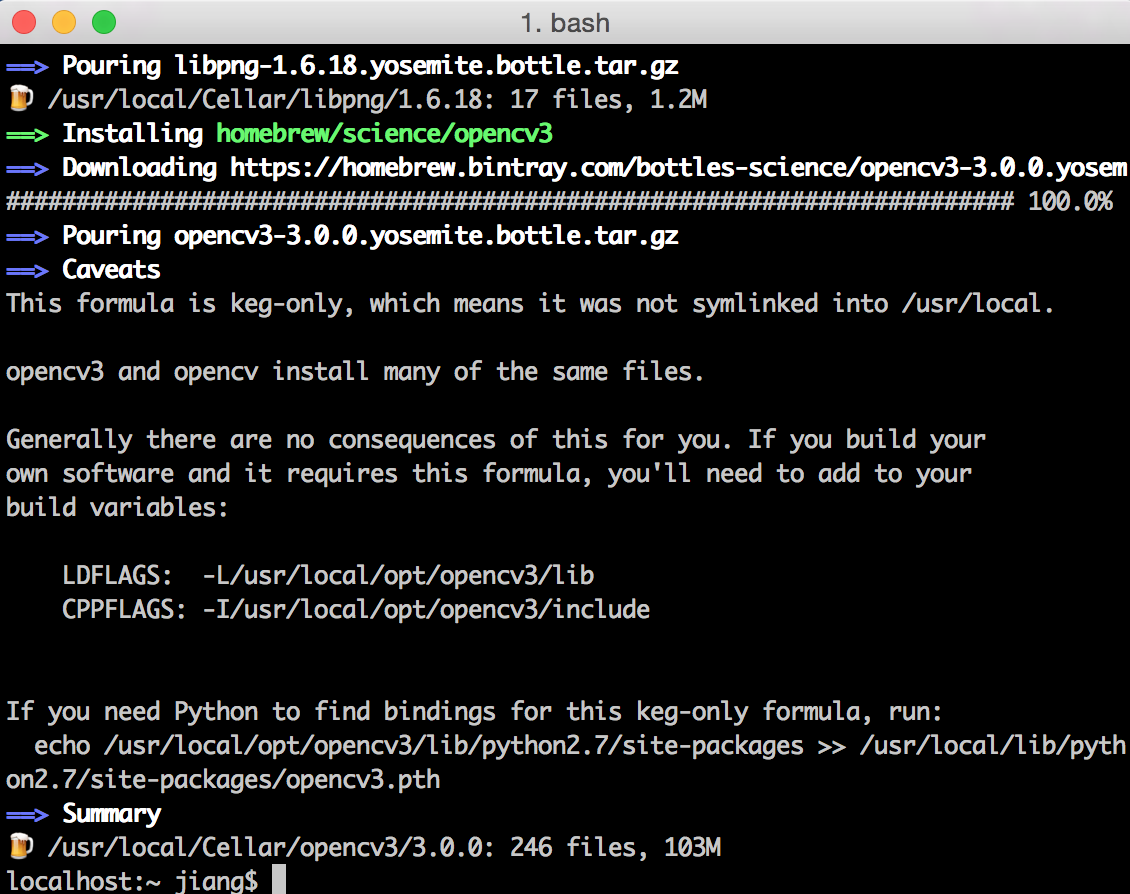 1. bash
==> Pouring libpng-1.6.18.yosemite.bottle.tar.gz
🍺 /usr/local/Cellar/libpng/1.6.18: 17 files, 1.2M
==> Installing homebrew/science/opencv3
==> Downloading https://homebrew.bintray.com/bottles-science/opencv3-3.0.0.yosem
######################################################################## 100.0%
==> Pouring opencv3-3.0.0.yosemite.bottle.tar.gz
==> Caveats
This formula is keg-only, which means it was not symlinked into /usr/local.
opencv3 and opencv install many of the same files.
Generally there are no consequences of this for you. If you build your
own software and it requires this formula, you'll need to add to your
build variables:
LDFLAGS:  -L/usr/local/opt/opencv3/lib
CPPFLAGS: -I/usr/local/opt/opencv3/include
If you need Python to find bindings for this keg-only formula, run:
echo /usr/local/opt/opencv3/lib/python2.7/site-packages >> /usr/local/lib/pyth
on2.7/site-packages/opencv3.pth
==> Summary
🍺 /usr/local/Cellar/opencv3/3.0.0: 246 files, 103M
localhost:~ jiang$